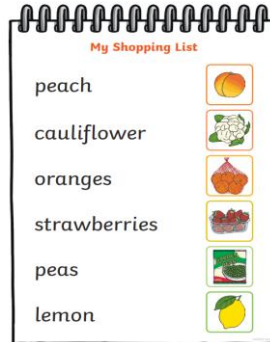 My Shopping List
peach
cauliflower
oranges
strawberries
peas
lemon